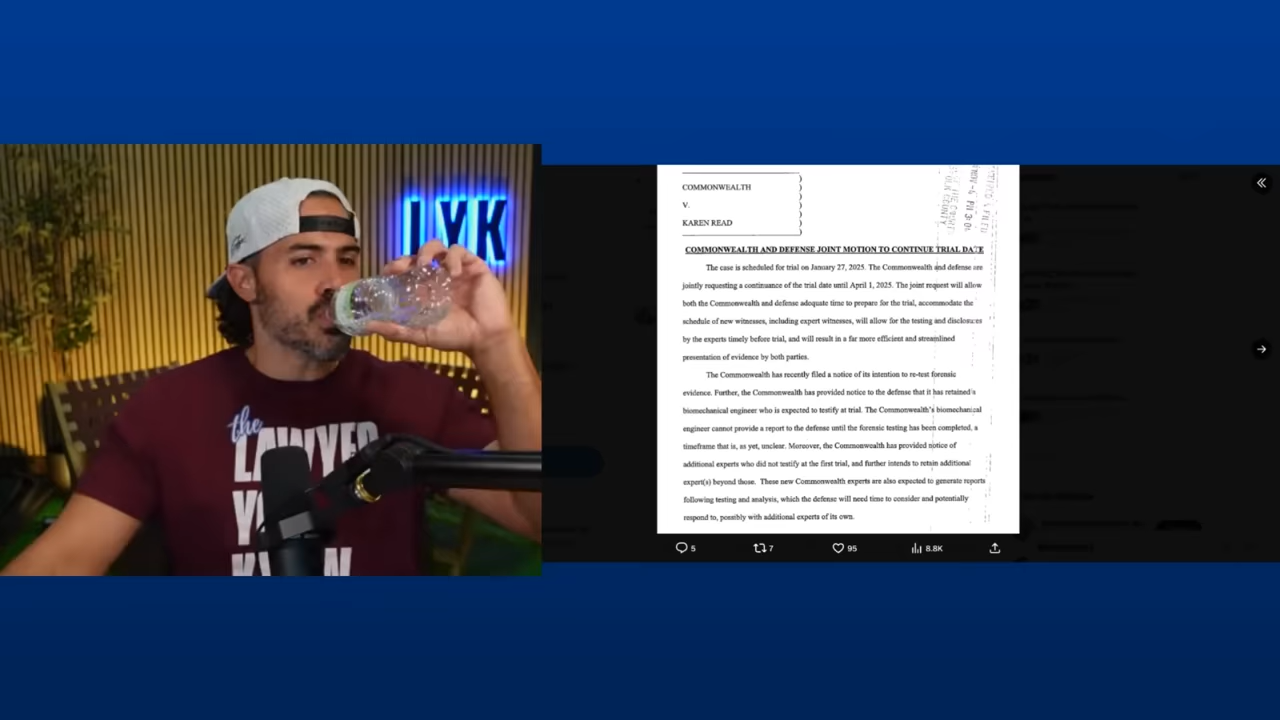 LYK
the
LAWYER
YOU
KNOW
COMMONWEALTH
V.
KAREN READ
COMMONWEALTH AND DEFENSE JOINT MOTION TO CONTINUE TRIAL DATE
The case is scheduled for trial on January 27, 2025. The Commonwealth and defense are
jointly requesting a continuance of the trial date until April 1, 2025. The joint request will allow
both the Commonwealth and defense adequate time to prepare for the trial, accommodate the
schedule of new witnesses, including expert witnesses, will allow for the testing and disclosures
by the experts timely before trial, and will result in a far more efficient and streamlined
presentation of evidence by both parties.
The Commonwealth has recently filed a notice of its intention to re-test forensic
evidence. Further, the Commonwealth has provided notice to the defense that it has retained a
biomechanical engineer who is expected to testify at trial. The Commonwealth's biomechanical
engineer cannot provide a report to the defense until the forensic testing has been completed, a
timeframe that is, as yet, unclear. Moreover, the Commonwealth has provided notice of
additional experts who did not testify at the first trial, and further intends to retain additional
expert(s) beyond those. These new Commonwealth experts are also expected to generate reports
following testing and analysis, which the defense will need time to consider and potentially
respond to, possibly with additional experts of its own.
5 7 95 8.8K